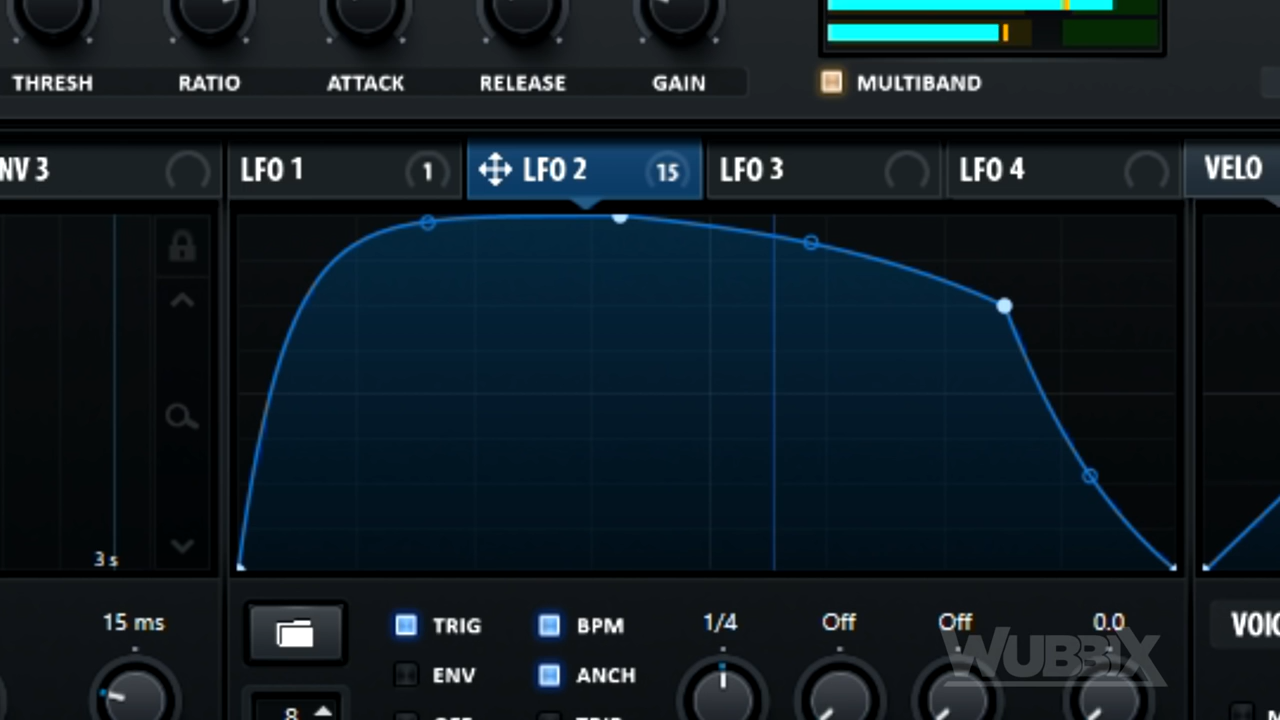 THRESH RATIO ATTACK RELEASE GAIN MULTIBAND
NV 3 LFO 1 1 LFO 2 15 LFO 3 LFO 4 VELO
3 s
15 ms TRIG BPM 1/4 Off Off 0.0 VOIC
WUBBIX
ENV ANCH
8